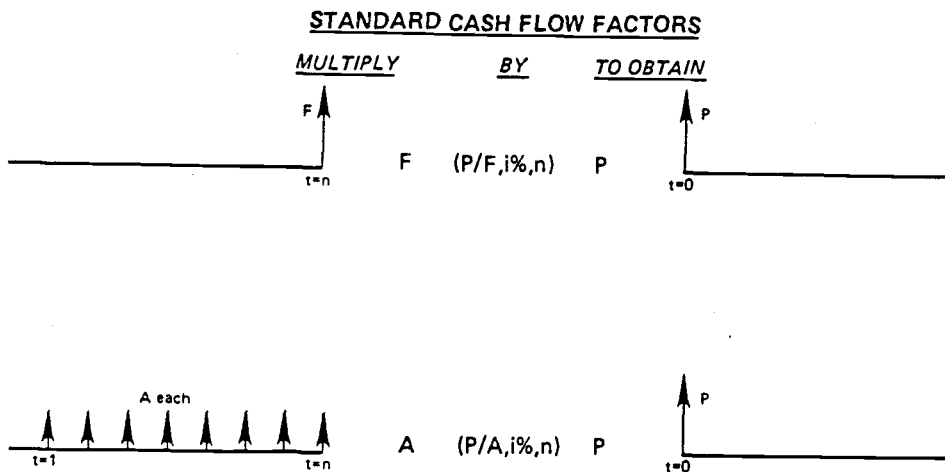 STANDARD CASH FLOW FACTORS
MULTIPLY BY TO OBTAIN
F P
F (P/F,i%,n) P
t=n t=0
A each P
A (P/A,i%,n) P
t=1 t=n t=0